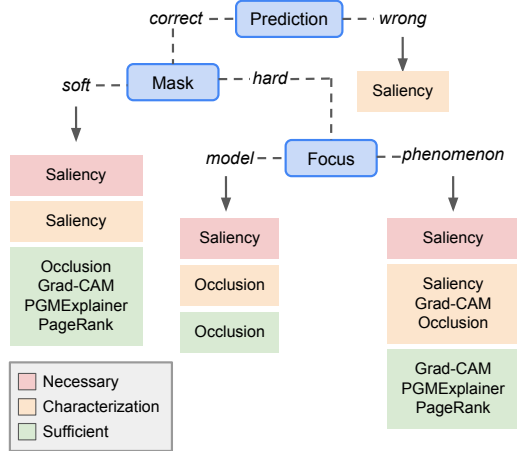 correct
Prediction
wrong
soft
Mask
hard
Saliency
model
Focus
phenomenon
Saliency
Saliency
Occlusion
Grad-CAM
PGMExplainer
PageRank
Saliency
Occlusion
Occlusion
Saliency
Saliency
Grad-CAM
Occlusion
Grad-CAM
PGMExplainer
PageRank
Necessary
Characterization
Sufficient